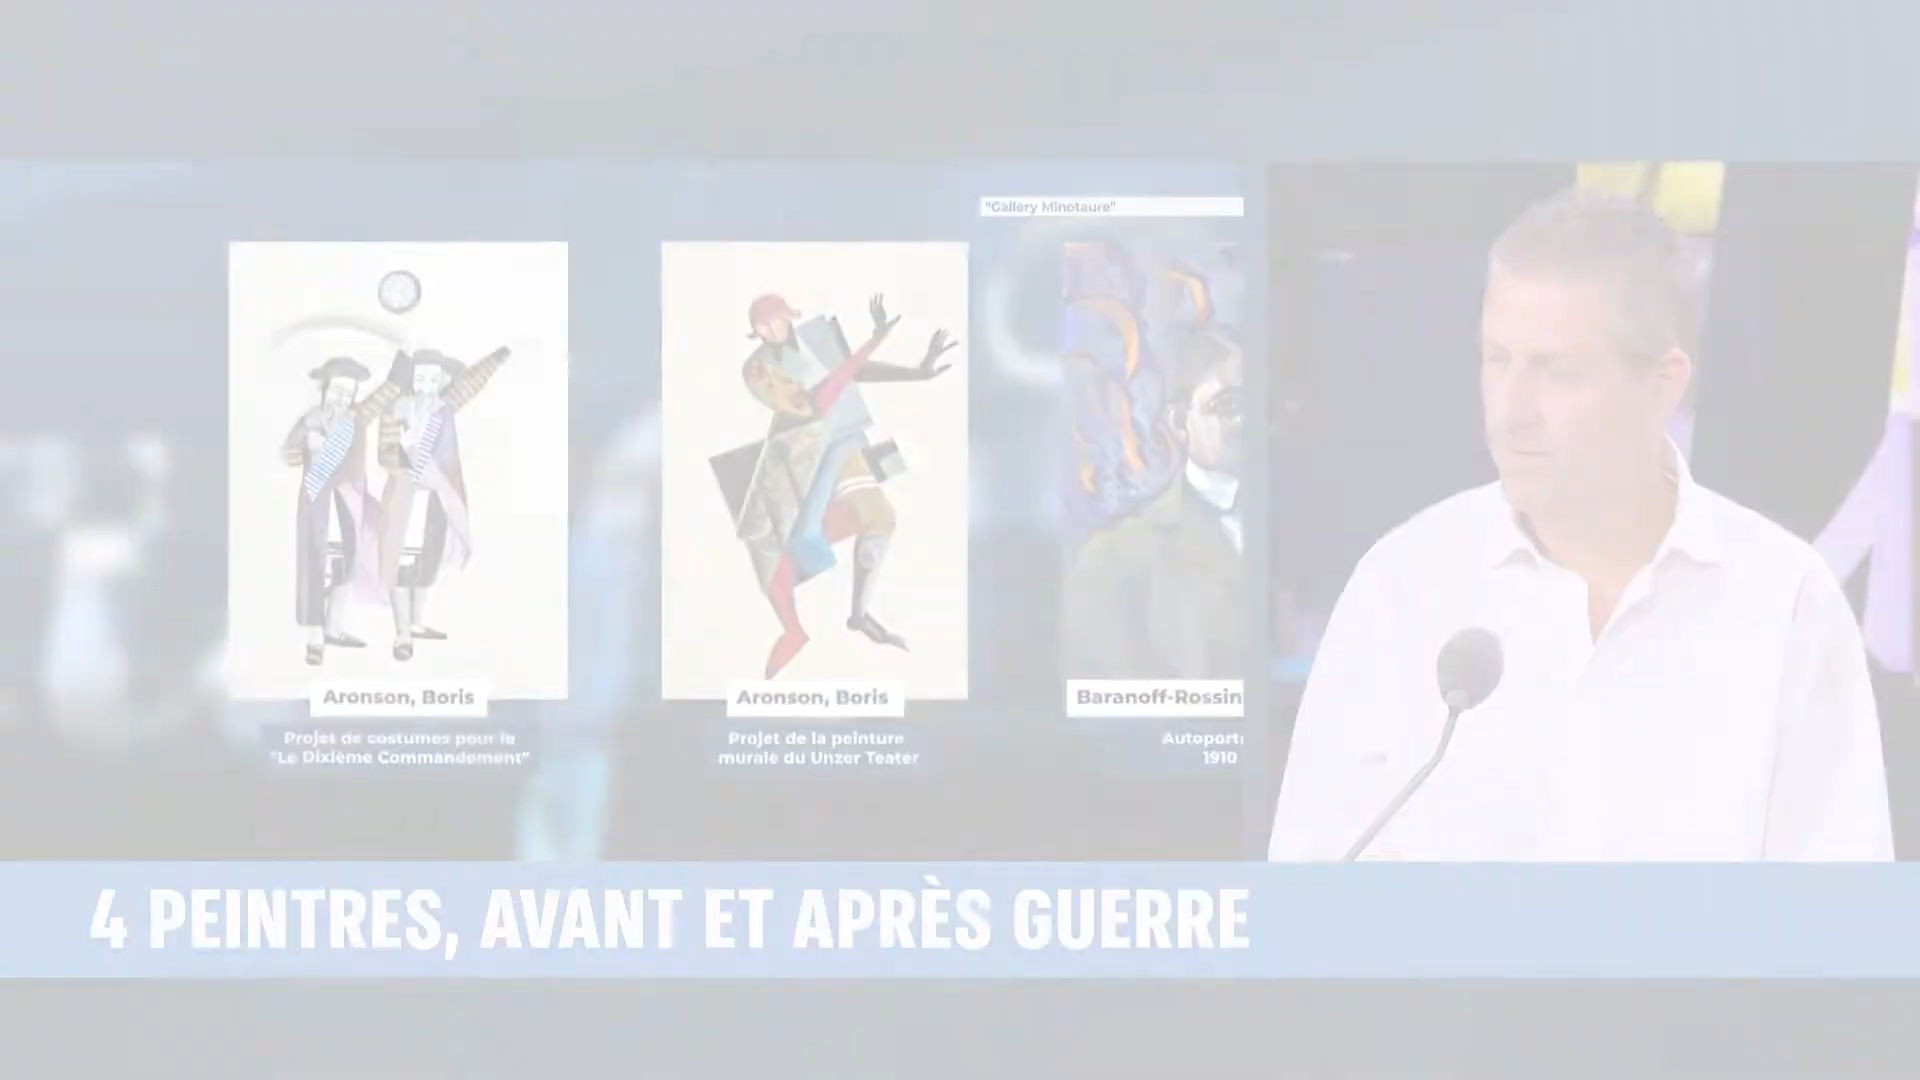 "Gallery Minotaure"
Aronson, Boris
Projet de costumes pour le
"Le Dixième Commandement"
Aronson, Boris
Projet de la peinture
murale du Unzer Teater
Baranoff-Rossin
Autoport
1910
4 PEINTRES, AVANT ET APRÈS GUERRE